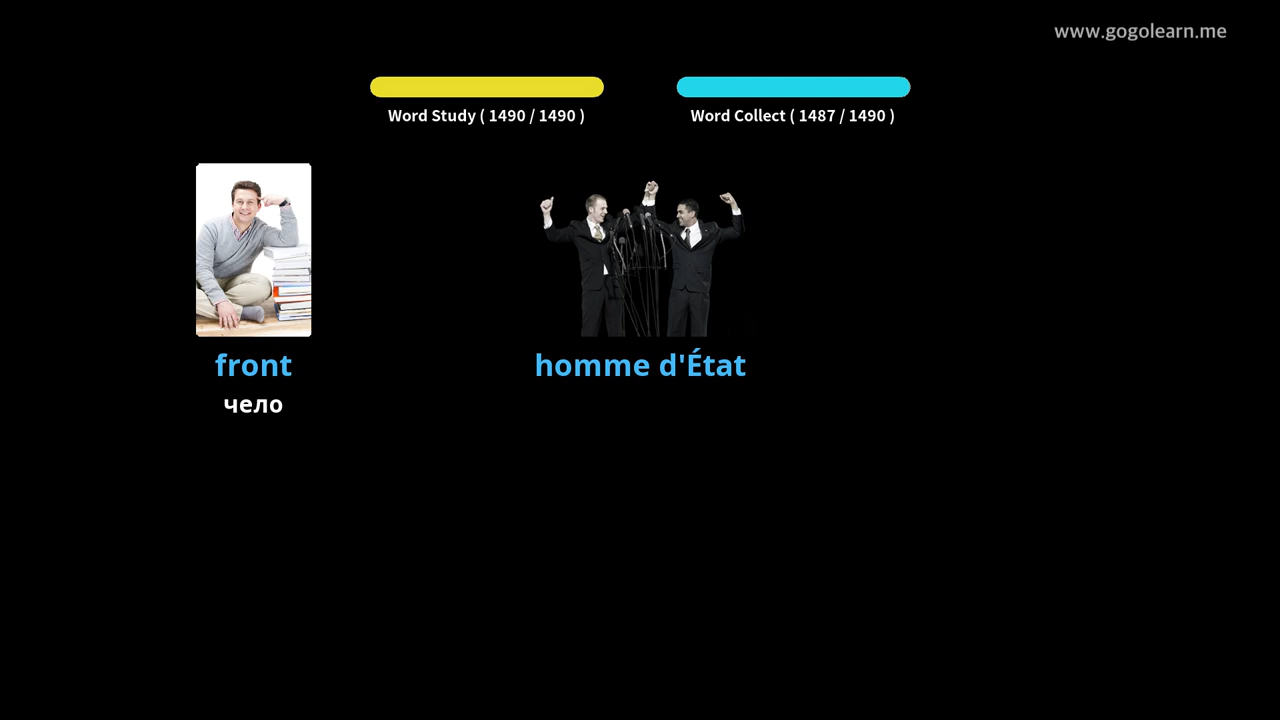 www.gogolearn.me
Word Study ( 1490 / 1490 )
Word Collect ( 1487 / 1490 )
front
чело
homme d'État